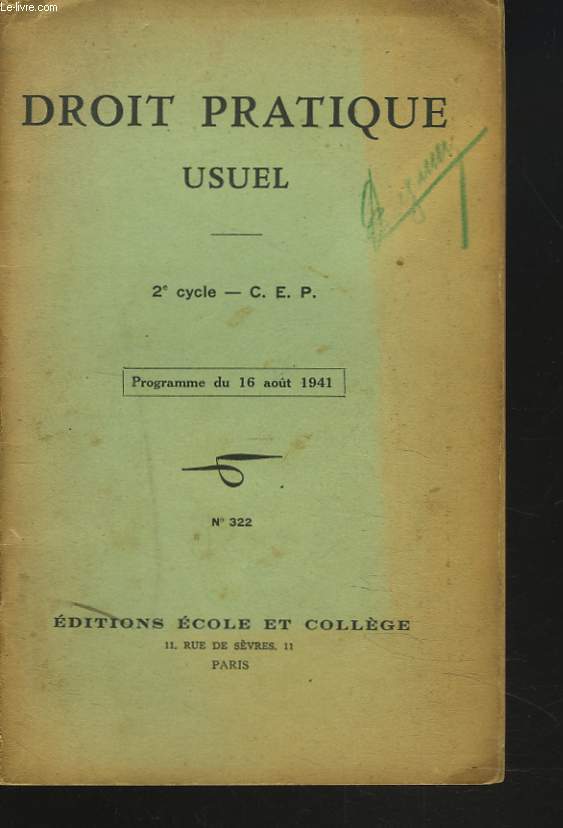 Le-livre.com
DROIT PRATIQUE
USUEL
2e cycle — C. E. P.
Programme du 16 août 1941
N° 322
ÉDITIONS ÉCOLE ET COLLÈGE
11, RUE DE SÈVRES, 11
PARIS